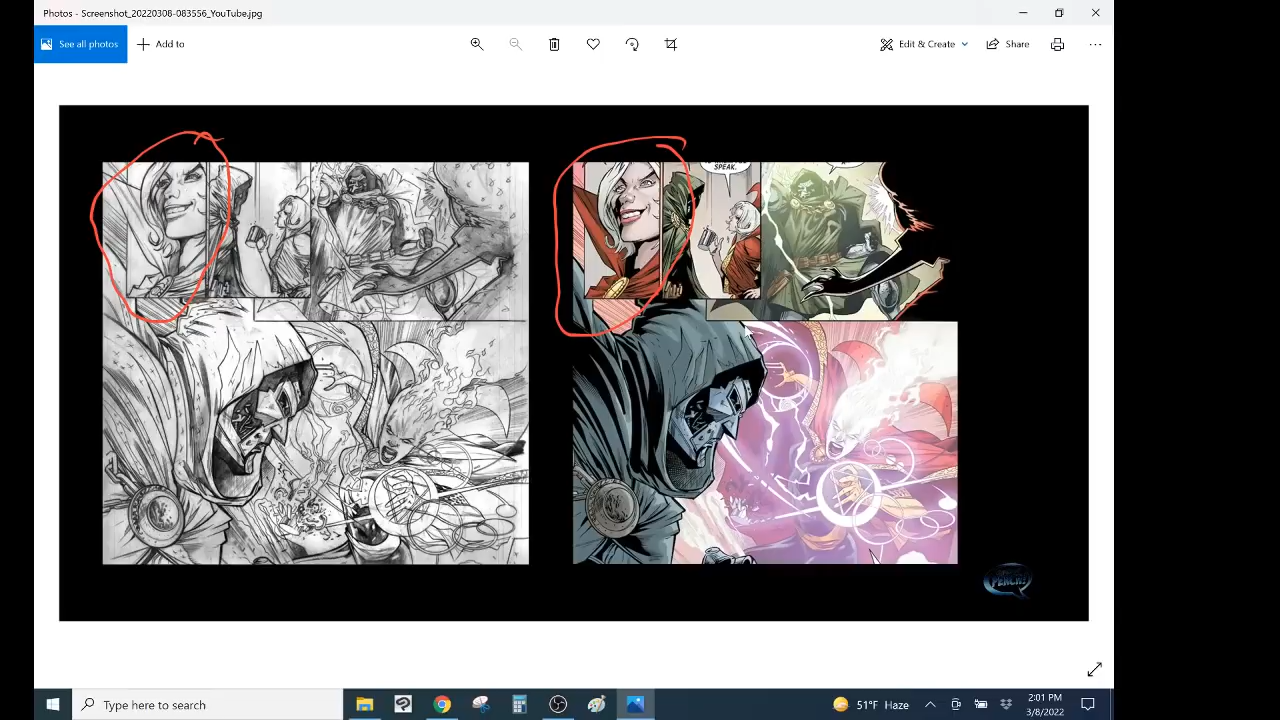 Photos - Screenshot_20220308-083556_YouTube.jpg
See all photos
Add to
Edit & Create
Share
SPEAK.
PENCIL!
Type here to search
51°F Haze
2:01 PM
3/8/2022